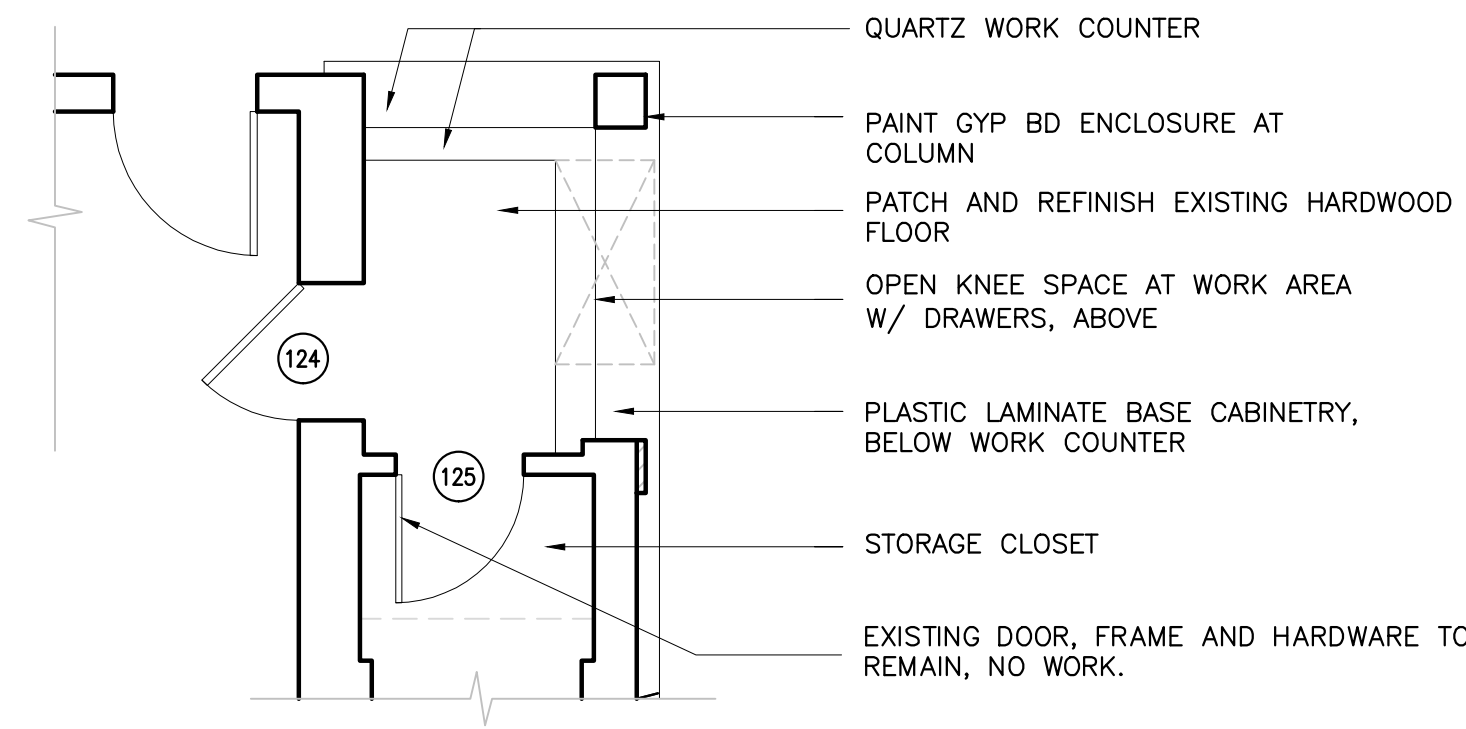 QUARTZ WORK COUNTER
PAINT GYP BD ENCLOSURE AT
COLUMN
PATCH AND REFINISH EXISTING HARDWOOD
FLOOR
OPEN KNEE SPACE AT WORK AREA
W/ DRAWERS, ABOVE
124
PLASTIC LAMINATE BASE CABINETRY,
BELOW WORK COUNTER
125
STORAGE CLOSET
EXISTING DOOR, FRAME AND HARDWARE TO
REMAIN, NO WORK.